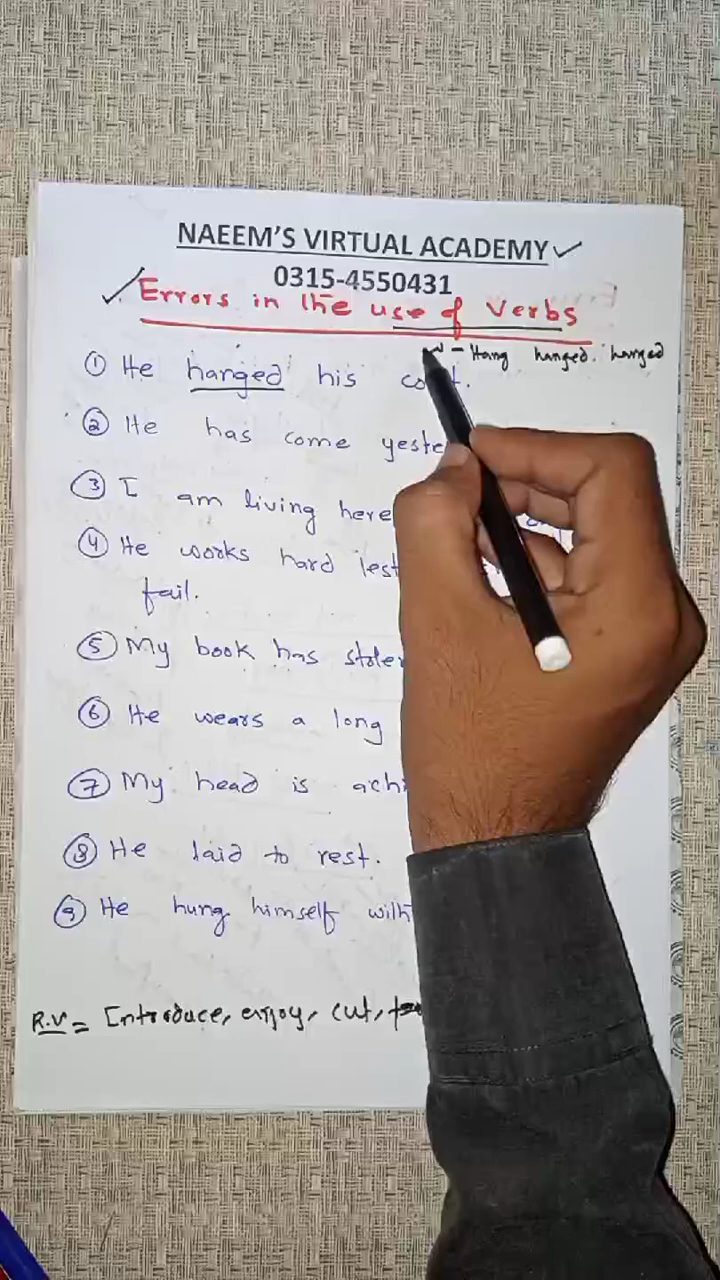 NAEEM'S VIRTUAL ACADEMY
0315-4550431
Errors in the use of Verbs
- Hang hanged. hanged
① He hanged his
② He has come
③ I am living here
④ He works hard lest
fail.
⑤ My book has
⑥ He wears a long
⑦ My head is
⑧ He laid to rest.
⑨ He hung himself with
R.V = Introduce, enjoy, cut,